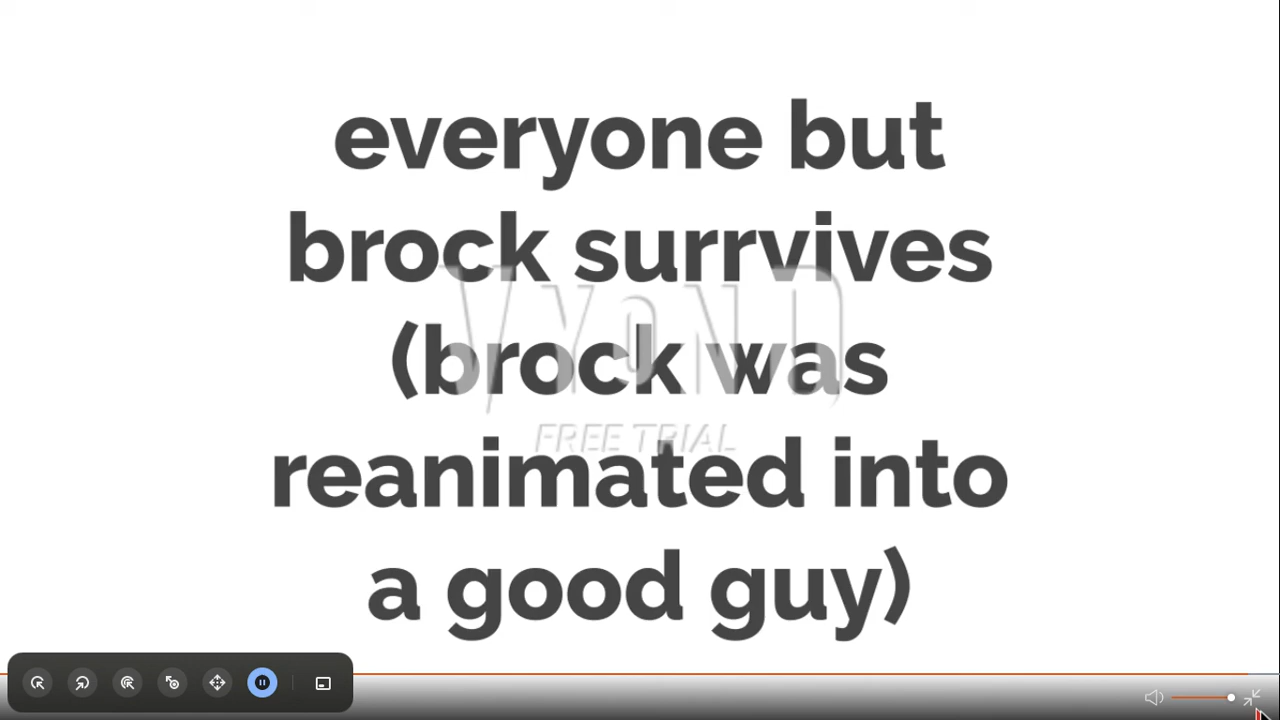 everyone but
brock surrvives
(brock was
reanimated into
a good guy)
VYOND
FREE TRIAL